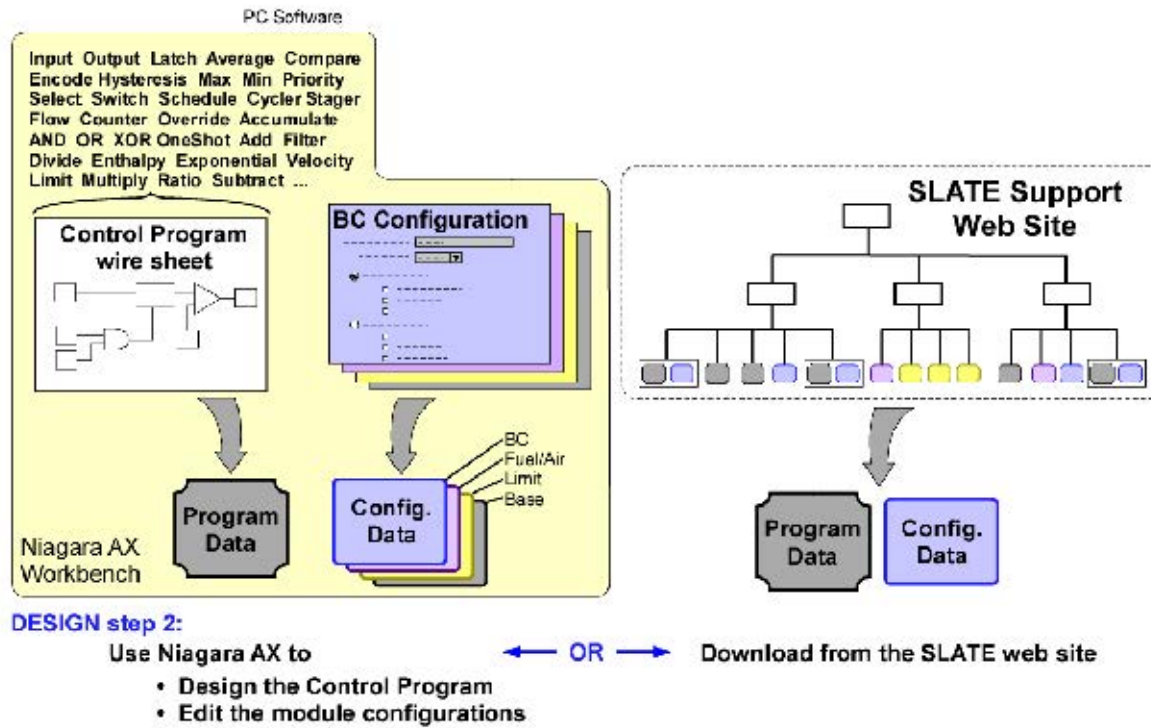 PC Software
Input Output Latch Average Compare
Encode Hysteresis Max Min Priority
Select Switch Schedule Cycler Stager
Flow Counter Override Accumulate
AND OR XOR OneShot Add Filter
Divide Enthalpy Exponential Velocity
Limit Multiply Ratio Subtract ...
Control Program
wire sheet
BC Configuration
BC
Fuel/Air
Limit
Base
Program
Data
Config.
Data
Niagara AX
Workbench
SLATE Support
Web Site
Program
Data
Config.
Data
DESIGN step 2:
Use Niagara AX to
• Design the Control Program
• Edit the module configurations
OR
Download from the SLATE web site